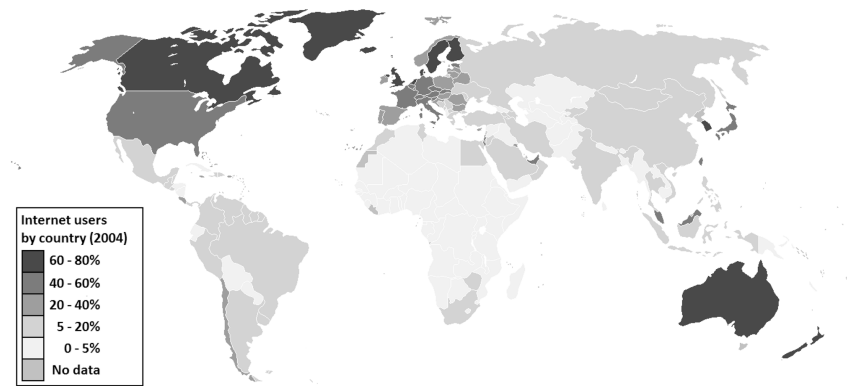 Internet users
by country (2004)
60 - 80%
40 - 60%
20 - 40%
5 - 20%
0 - 5%
No data